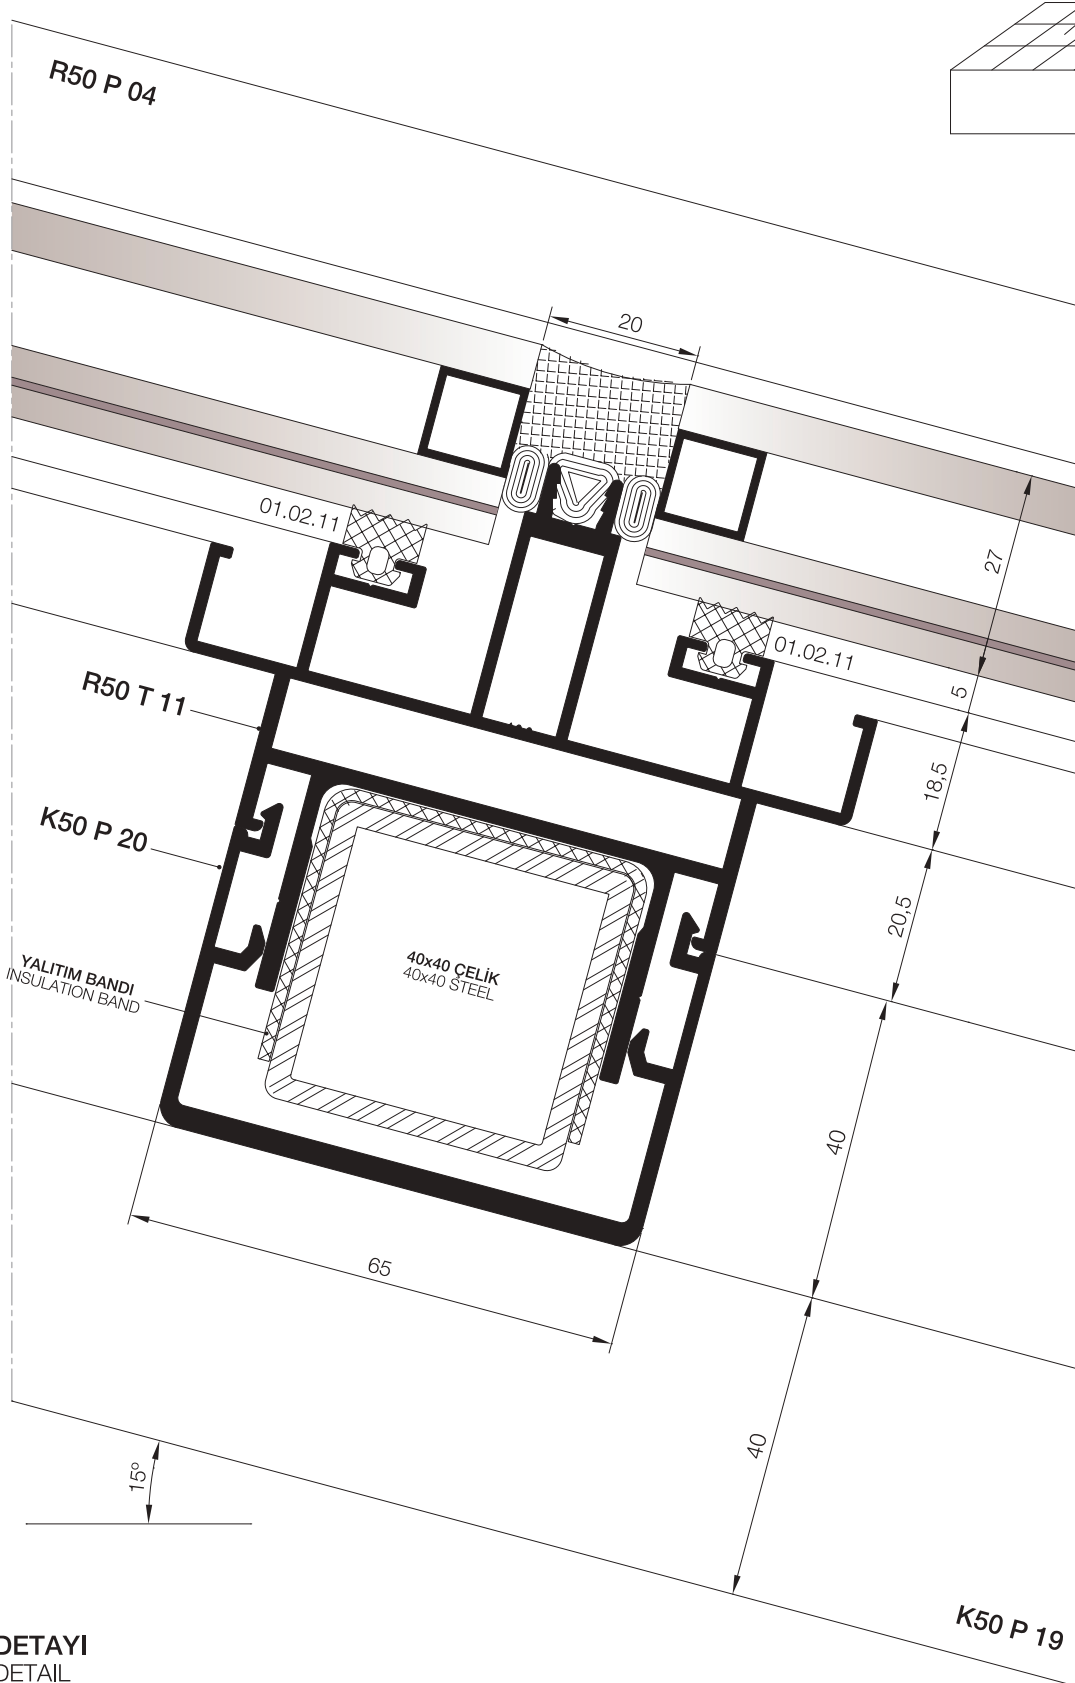 R50 P 04
20
01.02.11
27
01.02.11
5
R50 T 11
18,5
K50 P 20
20,5
YALITIM BANDI
INSULATION BAND
40x40 ÇELİK
40x40 STEEL
40
65
40
15°
K50 P 19
DETAYI
DETAIL